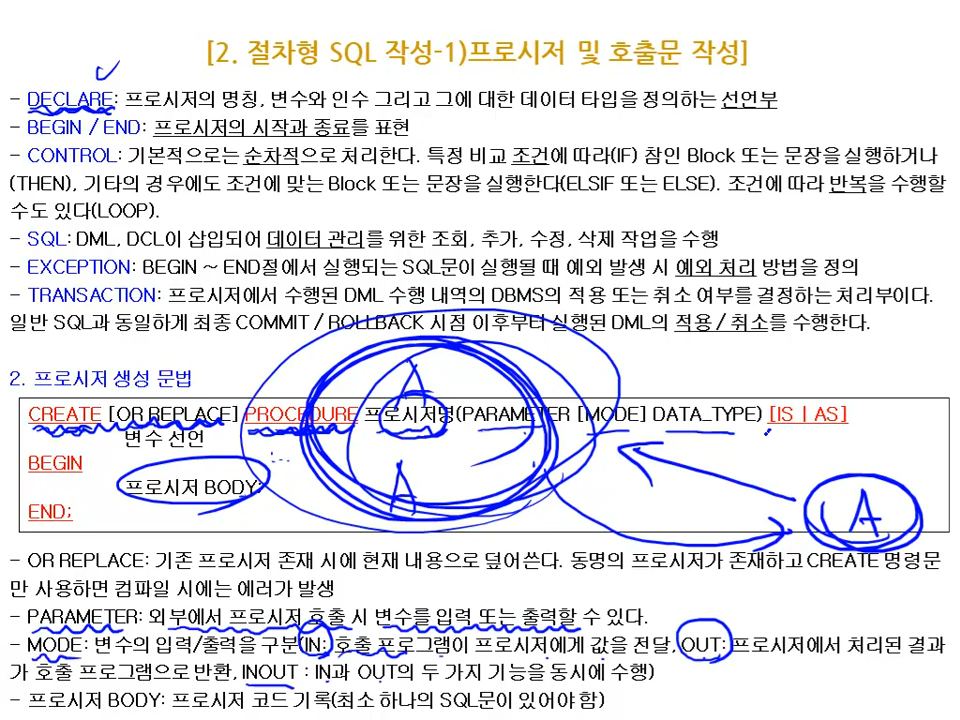 [2. 절차형 SQL 작성-1)프로시저 및 호출문 작성]
- DECLARE: 프로시저의 명칭, 변수와 인수 그리고 그에 대한 데이터 타입을 정의하는 선언부
- BEGIN / END: 프로시저의 시작과 종료를 표현
- CONTROL: 기본적으로는 순차적으로 처리한다. 특정 비교 조건에 따라(IF) 참인 Block 또는 문장을 실행하거나
(THEN), 기타의 경우에도 조건에 맞는 Block 또는 문장을 실행한다(ELSIF 또는 ELSE). 조건에 따라 반복을 수행할
수도 있다(LOOP).
- SQL: DML, DCL이 삽입되어 데이터 관리를 위한 조회, 추가, 수정, 삭제 작업을 수행
- EXCEPTION: BEGIN ~ END절에서 실행되는 SQL문이 실행될 때 예외 발생 시 예외 처리 방법을 정의
- TRANSACTION: 프로시저에서 수행된 DML 수행 내역의 DBMS의 적용 또는 취소 여부를 결정하는 처리부이다.
일반 SQL과 동일하게 최종 COMMIT / ROLLBACK 시점 이후부터 실행된 DML의 적용 / 취소를 수행한다.
2. 프로시저 생성 문법
CREATE [OR REPLACE] PROCEDURE 프로시저명(PARAMETER [MODE] DATA_TYPE) [IS | AS]
변수 선언
BEGIN
프로시저 BODY;
END;
A
A
A
- OR REPLACE: 기존 프로시저 존재 시에 현재 내용으로 덮어쓴다. 동명의 프로시저가 존재하고 CREATE 명령문
만 사용하면 컴파일 시에는 에러가 발생
- PARAMETER: 외부에서 프로시저 호출 시 변수를 입력 또는 출력할 수 있다.
- MODE: 변수의 입력/출력을 구분(IN: 호출 프로그램이 프로시저에게 값을 전달, OUT: 프로시저에서 처리된 결과
가 호출 프로그램으로 반환, INOUT : IN과 OUT의 두 가지 기능을 동시에 수행)
- 프로시저 BODY: 프로시저 코드 기록(최소 하나의 SQL문이 있어야 함)